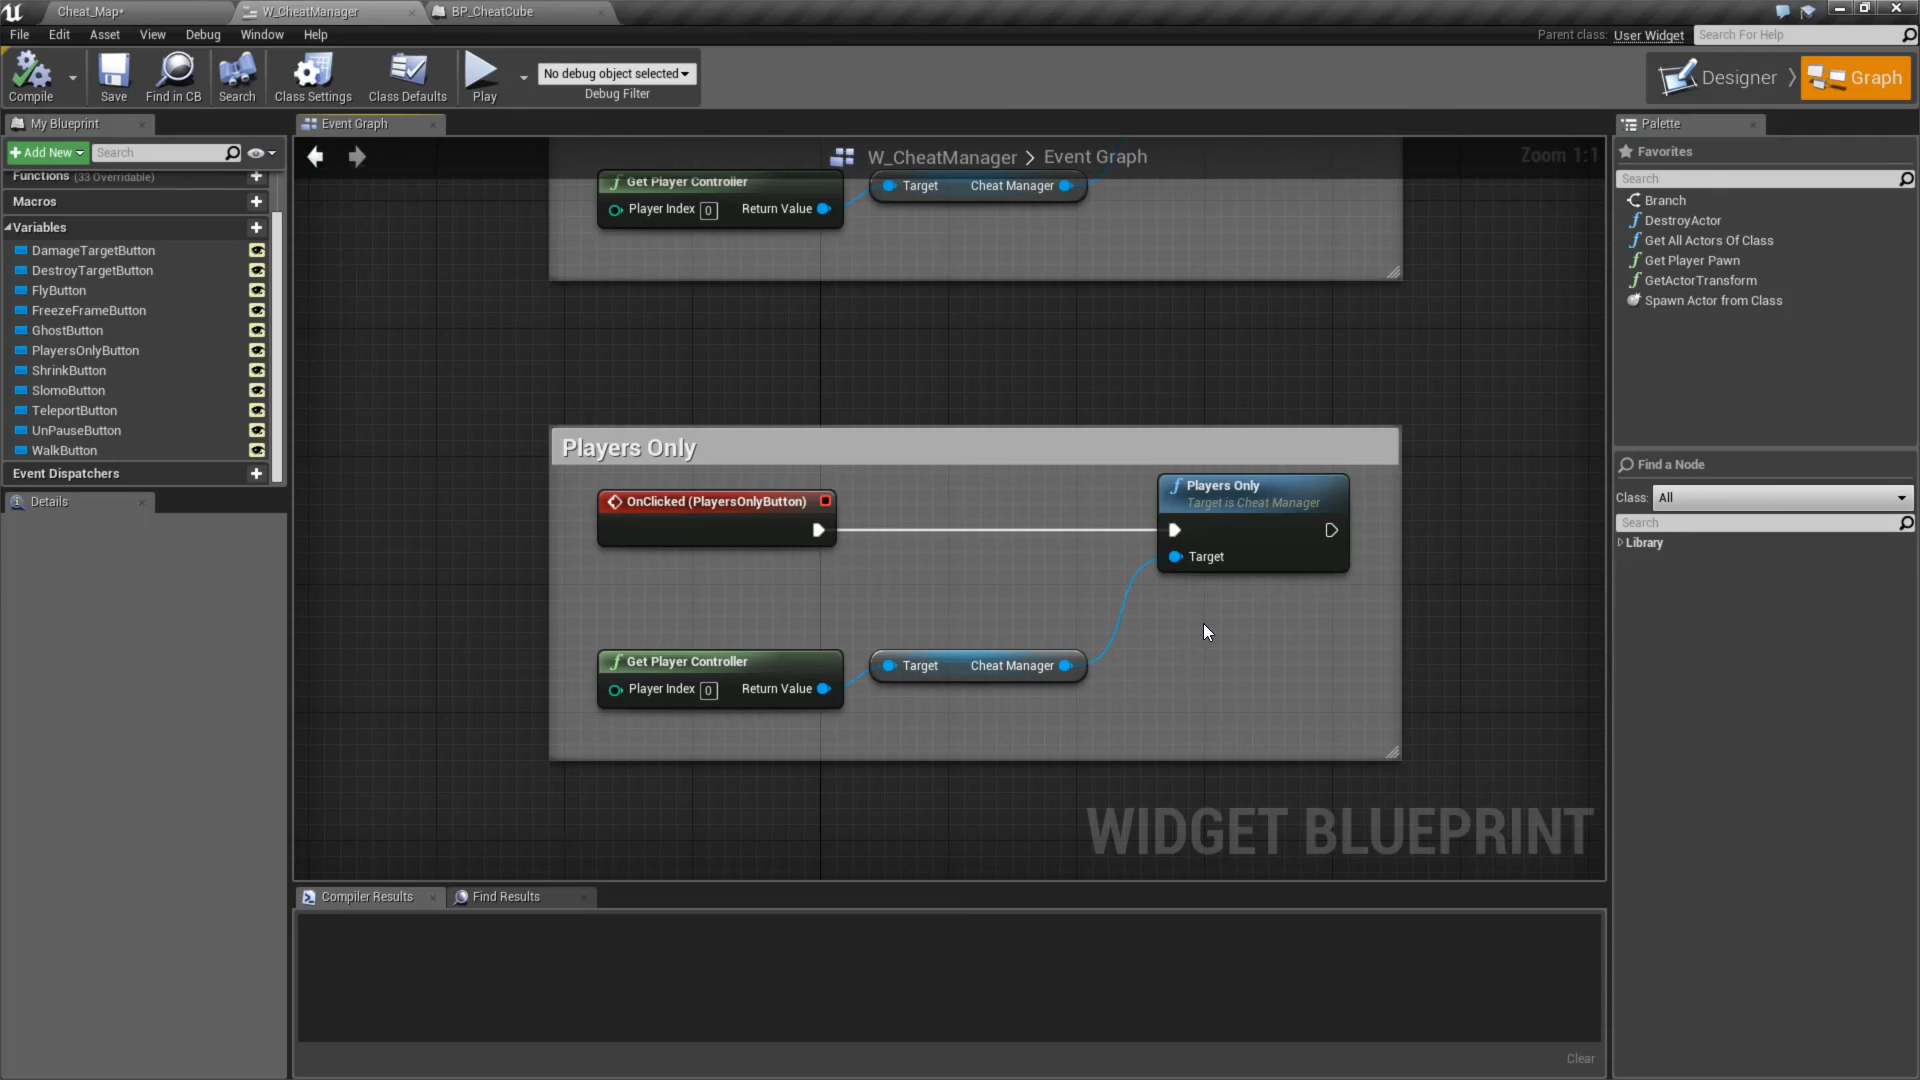 Cheat_Map*
W_CheatManager
BP_CheatCube
File Edit Asset View Debug Window Help
Parent class: User Widget
Search For Help
Compile
Save
Find in CB
Search
Class Settings
Class Defaults
Play
No debug object selected
Debug Filter
Designer
Graph
My Blueprint
Add New
Search
Functions (33 Overridable)
Macros
Variables
DamageTargetButton
DestroyTargetButton
FlyButton
FreezeFrameButton
GhostButton
PlayersOnlyButton
ShrinkButton
SlomoButton
TeleportButton
UnPauseButton
WalkButton
Event Dispatchers
Details
Event Graph
W_CheatManager > Event Graph
Zoom 1:1
Get Player Controller
Player Index 0 Return Value
Target Cheat Manager
Players Only
OnClicked (PlayersOnlyButton)
Players Only
Target is Cheat Manager
Target
Get Player Controller
Player Index 0 Return Value
Target Cheat Manager
WIDGET BLUEPRINT
Compiler Results
Find Results
Clear
Palette
Favorites
Search
Branch
DestroyActor
Get All Actors Of Class
Get Player Pawn
GetActorTransform
Spawn Actor from Class
Find a Node
Class: All
Search
Library